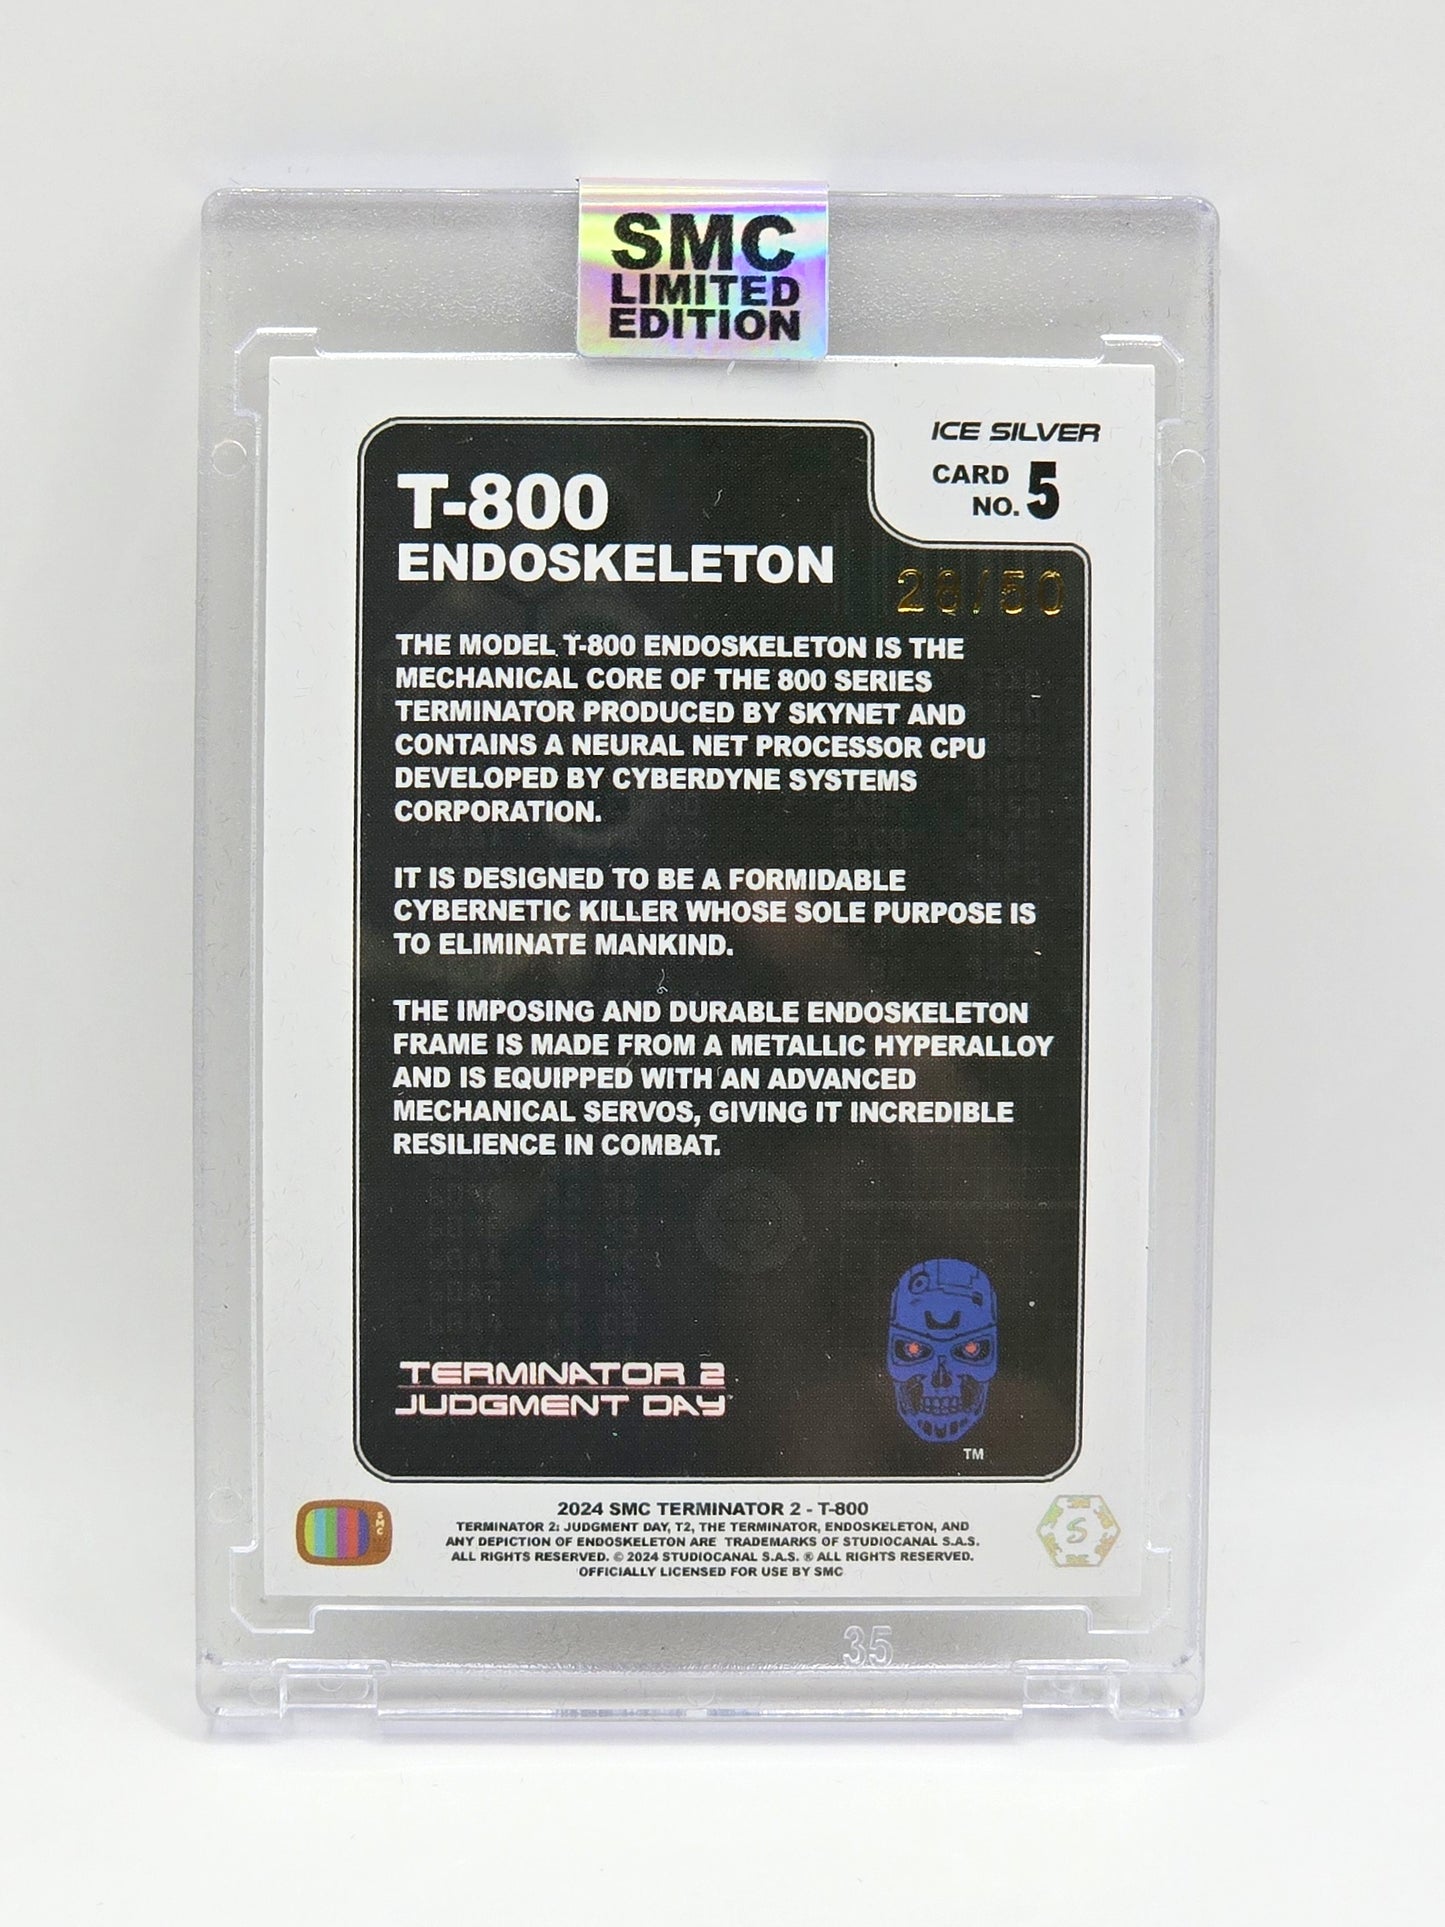 SMC
LIMITED
EDITION
ICE SILVER
CARD
NO. 5
T-800
ENDOSKELETON
THE MODEL T-800 ENDOSKELETON IS THE
MECHANICAL CORE OF THE 800 SERIES
TERMINATOR PRODUCED BY SKYNET AND
CONTAINS A NEURAL NET PROCESSOR CPU
DEVELOPED BY CYBERDYNE SYSTEMS
CORPORATION.
IT IS DESIGNED TO BE A FORMIDABLE
CYBERNETIC KILLER WHOSE SOLE PURPOSE IS
TO ELIMINATE MANKIND.
THE IMPOSING AND DURABLE ENDOSKELETON
FRAME IS MADE FROM A METALLIC HYPERALLOY
AND IS EQUIPPED WITH AN ADVANCED
MECHANICAL SERVOS, GIVING IT INCREDIBLE
RESILIENCE IN COMBAT.
TERMINATOR 2
JUDGMENT DAY
TM
SMC
2024 SMC TERMINATOR 2 - T-800
TERMINATOR 2: JUDGMENT DAY, T2, THE TERMINATOR, ENDOSKELETON, AND
ANY DEPICTION OF ENDOSKELETON ARE TRADEMARKS OF STUDIOCANAL S.A.S.
ALL RIGHTS RESERVED. © 2024 STUDIOCANAL S.A.S. ® ALL RIGHTS RESERVED.
OFFICIALLY LICENSED FOR USE BY SMC
S
35